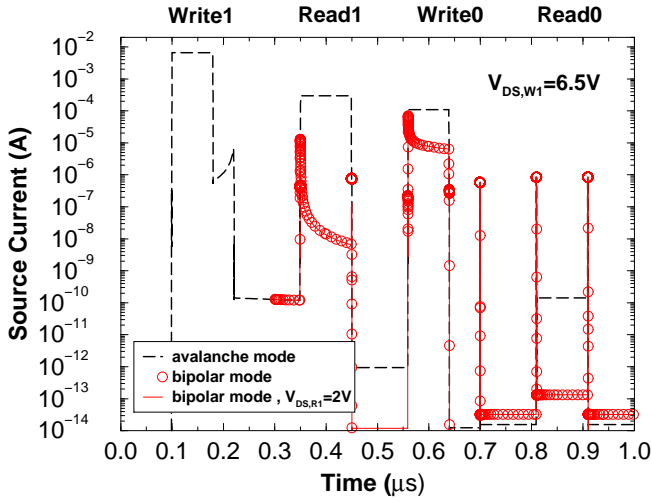 Write1 Read1 Write0 Read0
V_DS,W1=6.5V
Source Current (A)
10^-2
10^-3
10^-4
10^-5
10^-6
10^-7
10^-8
10^-9
10^-10
10^-11
10^-12
10^-13
10^-14
avalanche mode
bipolar mode
bipolar mode , V_DS,R1=2V
0.0 0.1 0.2 0.3 0.4 0.5 0.6 0.7 0.8 0.9 1.0
Time (μs)